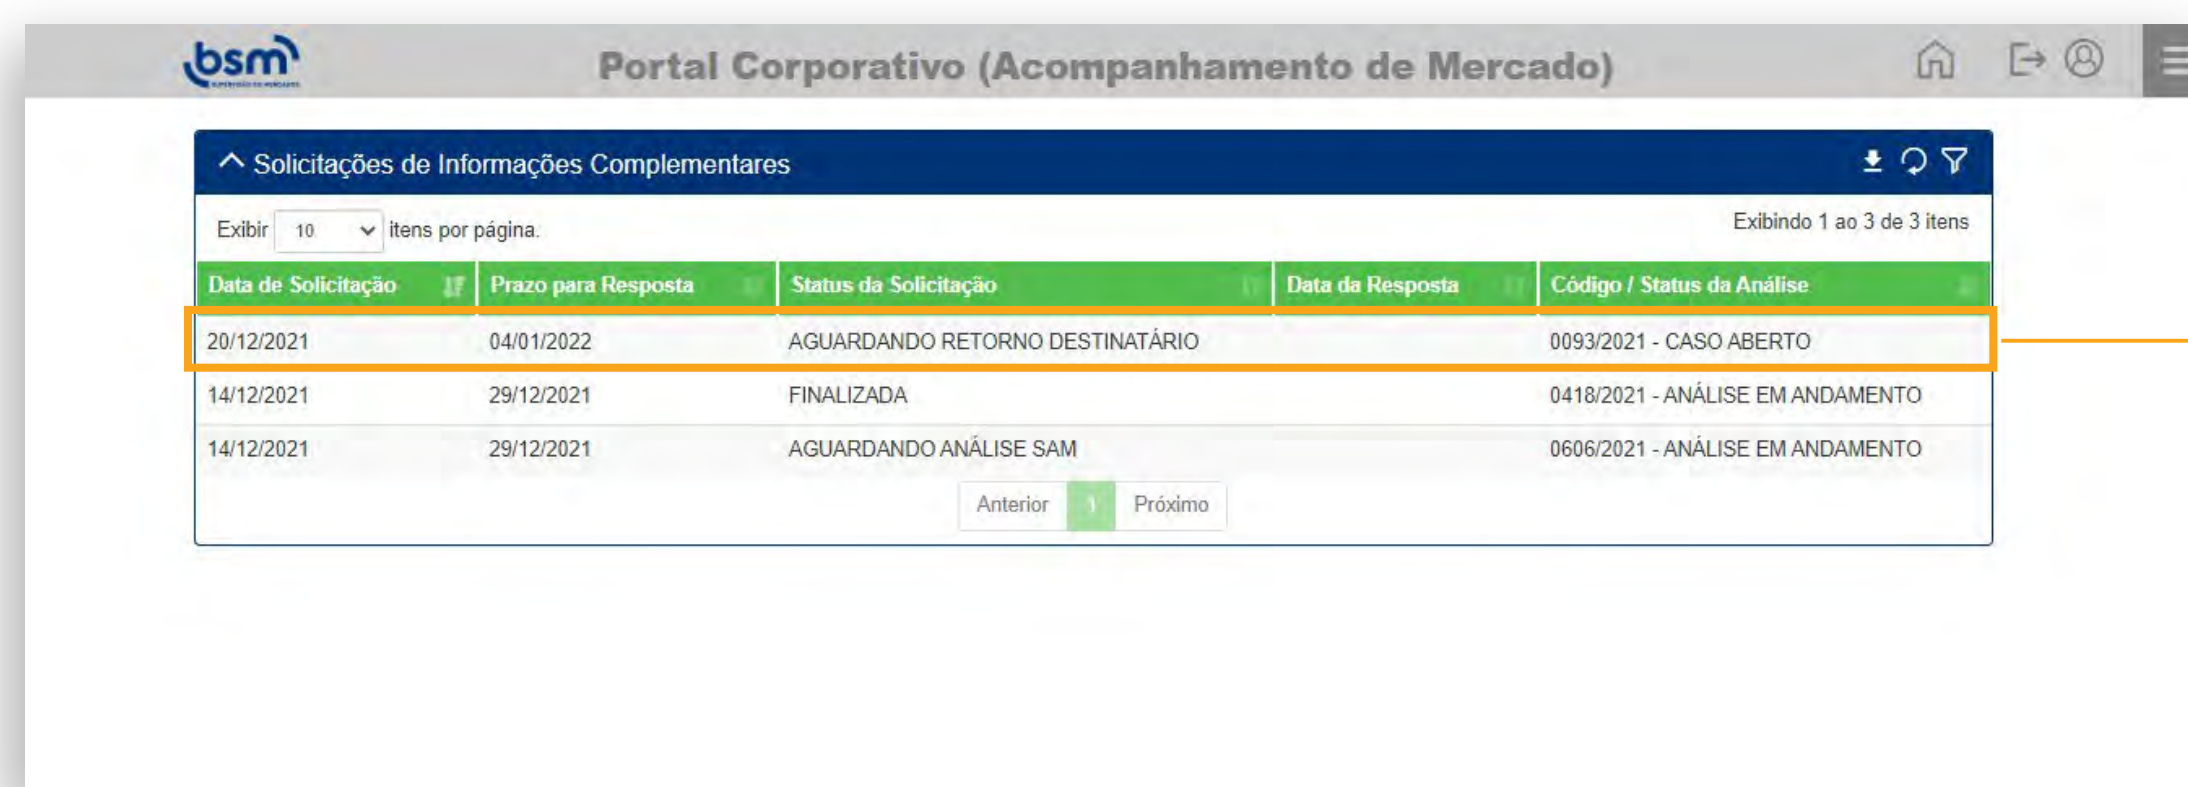 bsm
SUPERVISÃO DE MERCADOS
Portal Corporativo (Acompanhamento de Mercado)
Solicitações de Informações Complementares
Exibir 10 itens por página.
Exibindo 1 ao 3 de 3 itens
Data de Solicitação Prazo para Resposta Status da Solicitação Data da Resposta Código / Status da Análise
20/12/2021 04/01/2022 AGUARDANDO RETORNO DESTINATÁRIO 0093/2021 - CASO ABERTO
14/12/2021 29/12/2021 FINALIZADA 0418/2021 - ANÁLISE EM ANDAMENTO
14/12/2021 29/12/2021 AGUARDANDO ANÁLISE SAM 0606/2021 - ANÁLISE EM ANDAMENTO
Anterior 1 Próximo